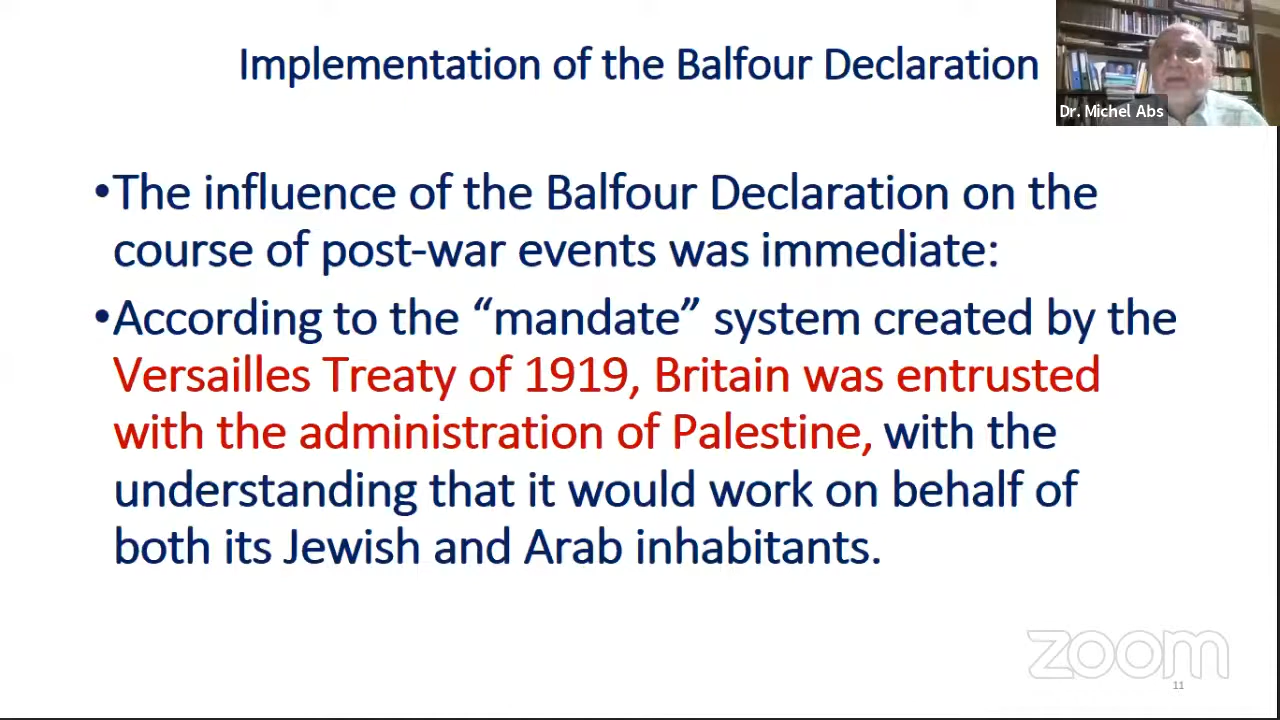 Implementation of the Balfour Declaration
Dr. Michel Abs
•The influence of the Balfour Declaration on the
course of post-war events was immediate:
•According to the “mandate” system created by the
Versailles Treaty of 1919, Britain was entrusted
with the administration of Palestine, with the
understanding that it would work on behalf of
both its Jewish and Arab inhabitants.
zoom
11